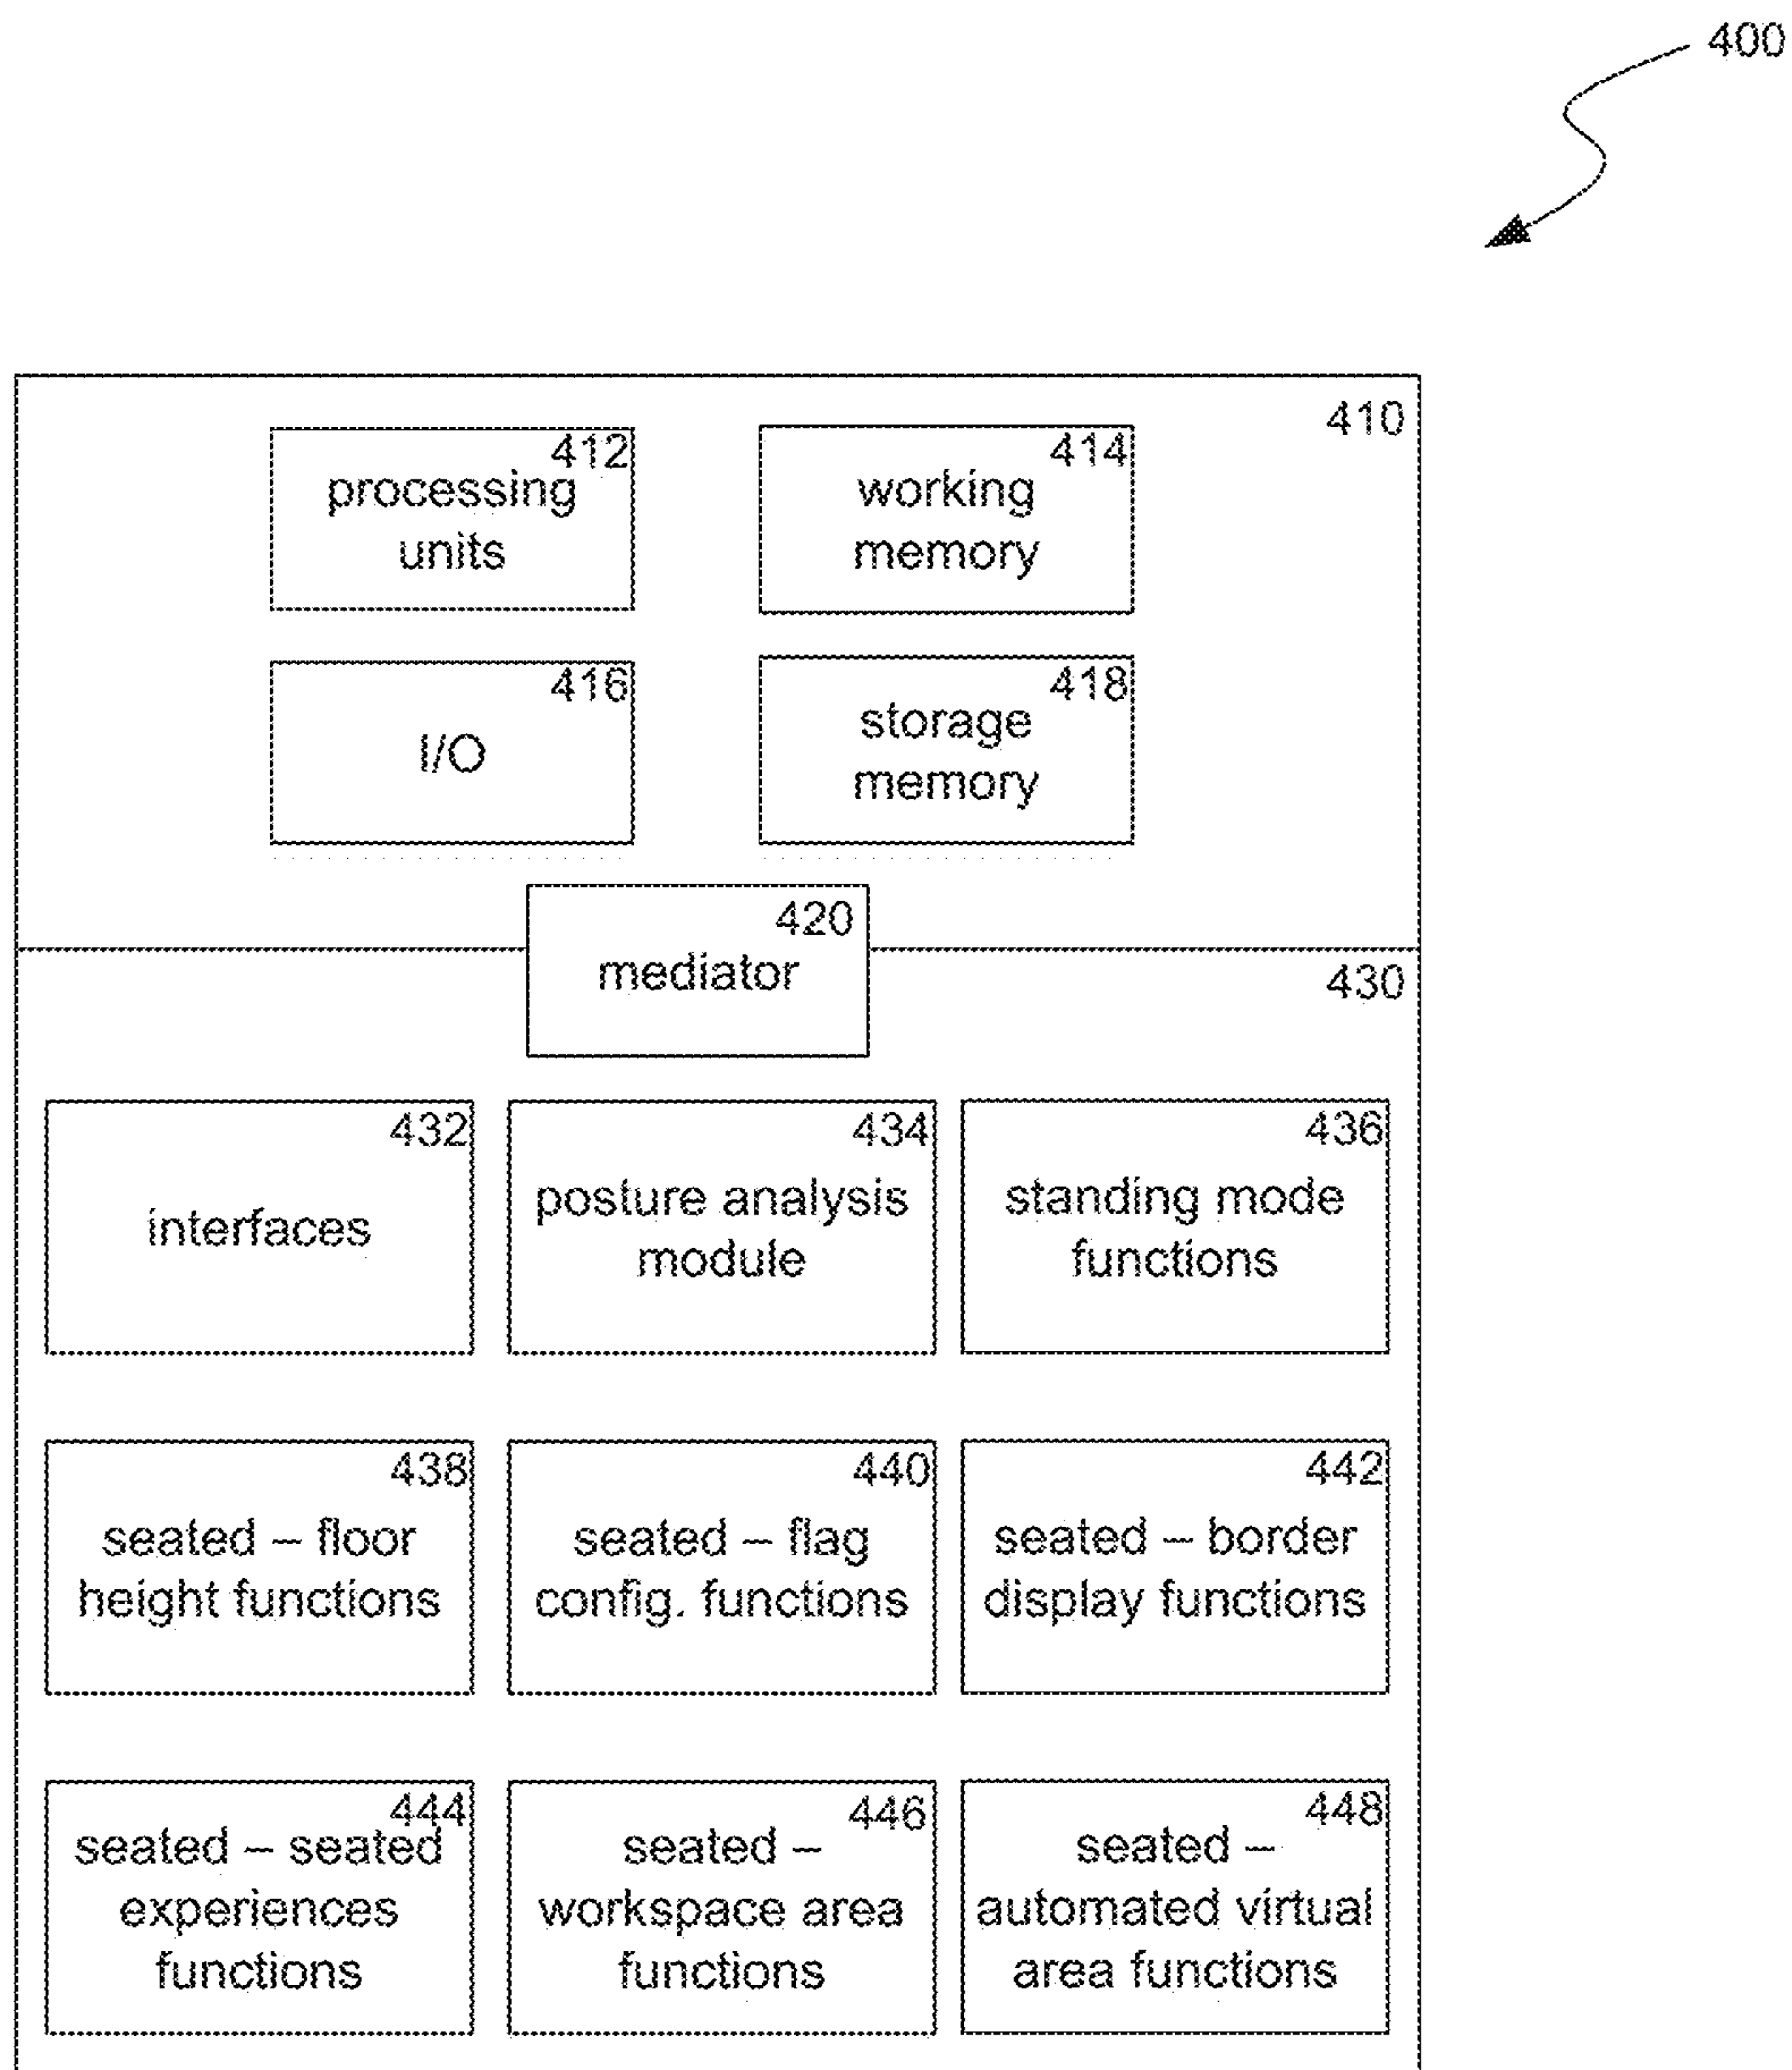 400
410
412
processing
units
414
working
memory
416
I/O
418
storage
memory
420
mediator
430
432
interfaces
434
posture analysis
module
436
standing mode
functions
438
seated – floor
height functions
440
seated – flag
config. functions
442
seated – border
display functions
444
seated – seated
experiences
functions
446
seated –
workspace area
functions
448
seated –
automated virtual
area functions